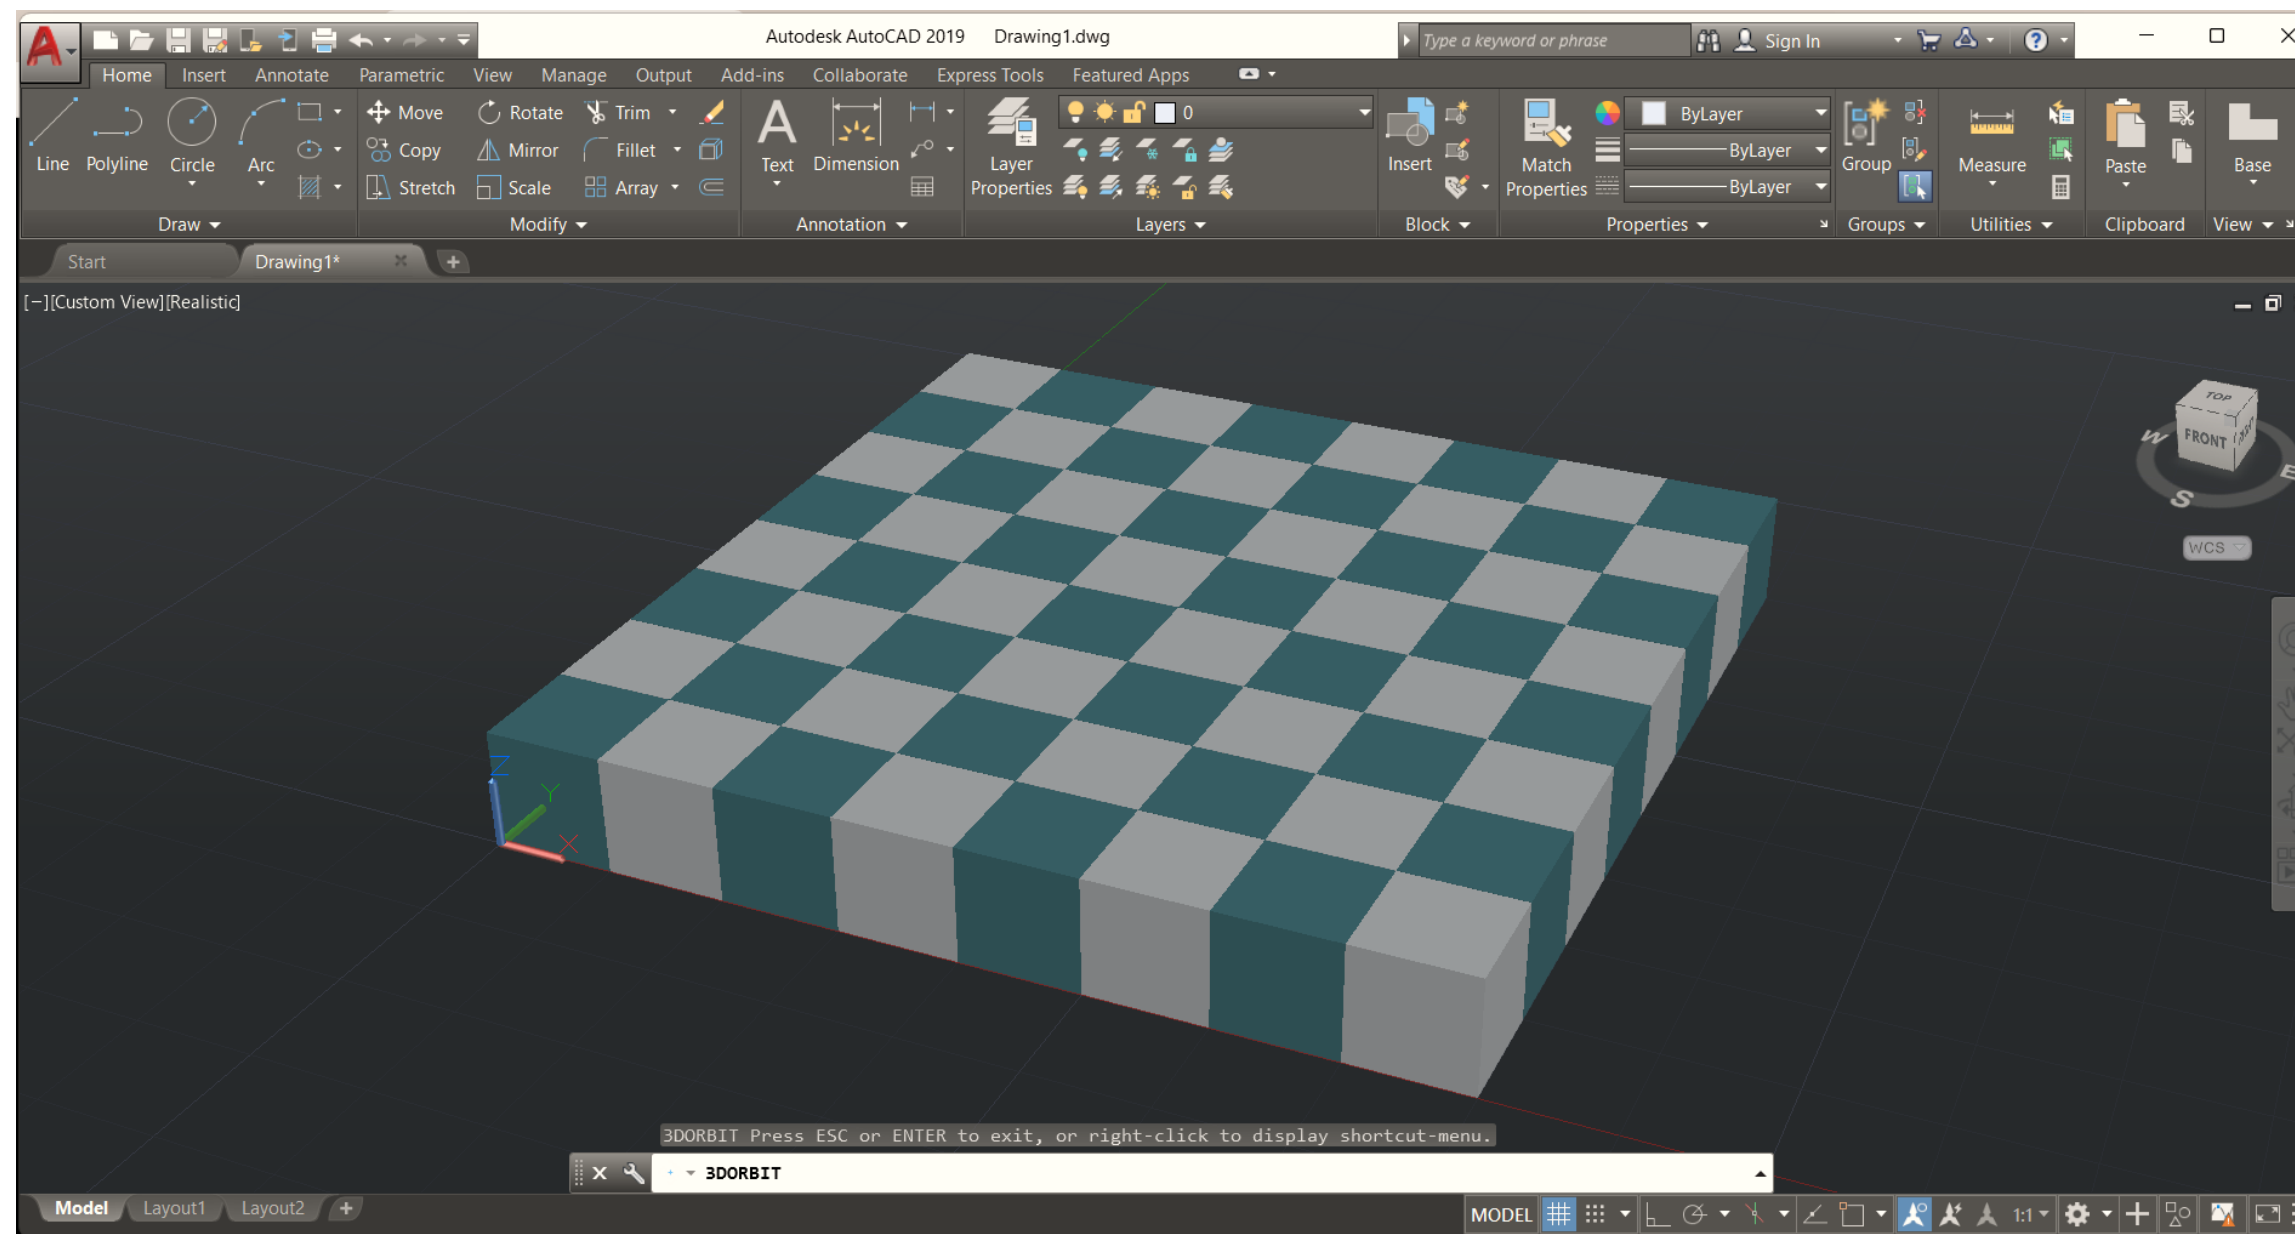 Autodesk AutoCAD 2019 Drawing1.dwg Type a keyword or phrase Sign In
Home Insert Annotate Parametric View Manage Output Add-ins Collaborate Express Tools Featured Apps
Line Polyline Circle Arc
Draw
Move Rotate Trim
Copy Mirror Fillet
Stretch Scale Array
Modify
Text Dimension
Annotation
Layer Properties
0
Layers
Insert
Block
Match Properties
ByLayer
ByLayer
ByLayer
Properties
Group
Groups
Measure
Utilities
Paste
Clipboard
Base
View
Start Drawing1*
[−][Custom View][Realistic]
TOP
FRONT
W
S
E
WCS
Z
Y
X
3DORBIT Press ESC or ENTER to exit, or right-click to display shortcut-menu.
3DORBIT
Model Layout1 Layout2
MODEL 1:1